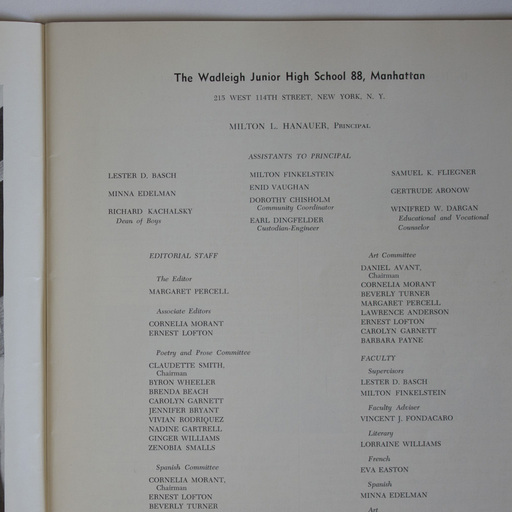 The Wadleigh Junior High School 88, Manhattan
215 WEST 114TH STREET, NEW YORK, N. Y.
MILTON L. HANAUER, PRINCIPAL
ASSISTANTS TO PRINCIPAL
LESTER D. BASCH
MINNA EDELMAN
RICHARD KACHALSKY
Dean of Boys
MILTON FINKELSTEIN
ENID VAUGHAN
DOROTHY CHISHOLM
Community Coordinator
EARL DINGFELDER
Custodian-Engineer
SAMUEL K. FLIEGNER
GERTRUDE ARONOW
WINIFRED W. DARGAN
Educational and Vocational
Counselor
EDITORIAL STAFF
The Editor
MARGARET PERCELL
Associate Editors
CORNELIA MORANT
ERNEST LOFTON
Poetry and Prose Committee
CLAUDETTE SMITH,
Chairman
BYRON WHEELER
BRENDA BEACH
CAROLYN GARNETT
JENNIFER BRYANT
VIVIAN RODRIQUEZ
NADINE GARTRELL
GINGER WILLIAMS
ZENOBIA SMALLS
Spanish Committee
CORNELIA MORANT,
Chairman
ERNEST LOFTON
BEVERLY TURNER
Art Committee
DANIEL AVANT,
Chairman
CORNELIA MORANT
BEVERLY TURNER
MARGARET PERCELL
LAWRENCE ANDERSON
ERNEST LOFTON
CAROLYN GARNETT
BARBARA PAYNE
FACULTY
Supervisors
LESTER D. BASCH
MILTON FINKELSTEIN
Faculty Adviser
VINCENT J. FONDACARO
Literary
LORRAINE WILLIAMS
French
EVA EASTON
Spanish
MINNA EDELMAN
Art